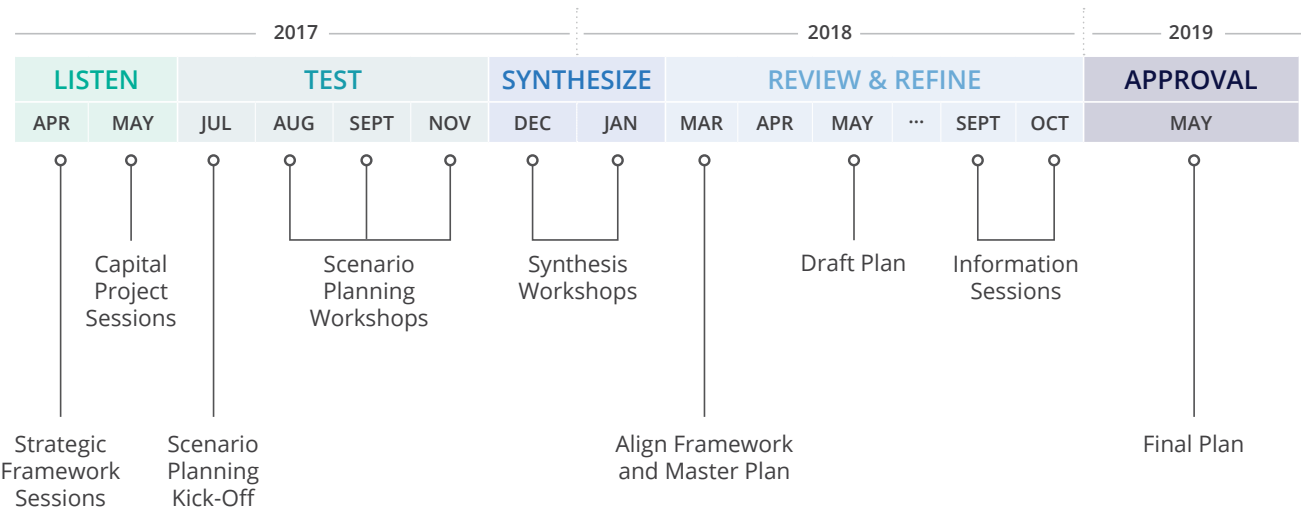 2017 2018 2019
LISTEN TEST SYNTHESIZE REVIEW & REFINE APPROVAL
APR MAY JUL AUG SEPT NOV DEC JAN MAR APR MAY ... SEPT OCT MAY
Capital
Project
Sessions
Scenario
Planning
Workshops
Synthesis
Workshops
Draft Plan
Information
Sessions
Strategic
Framework
Sessions
Scenario
Planning
Kick-Off
Align Framework
and Master Plan
Final Plan